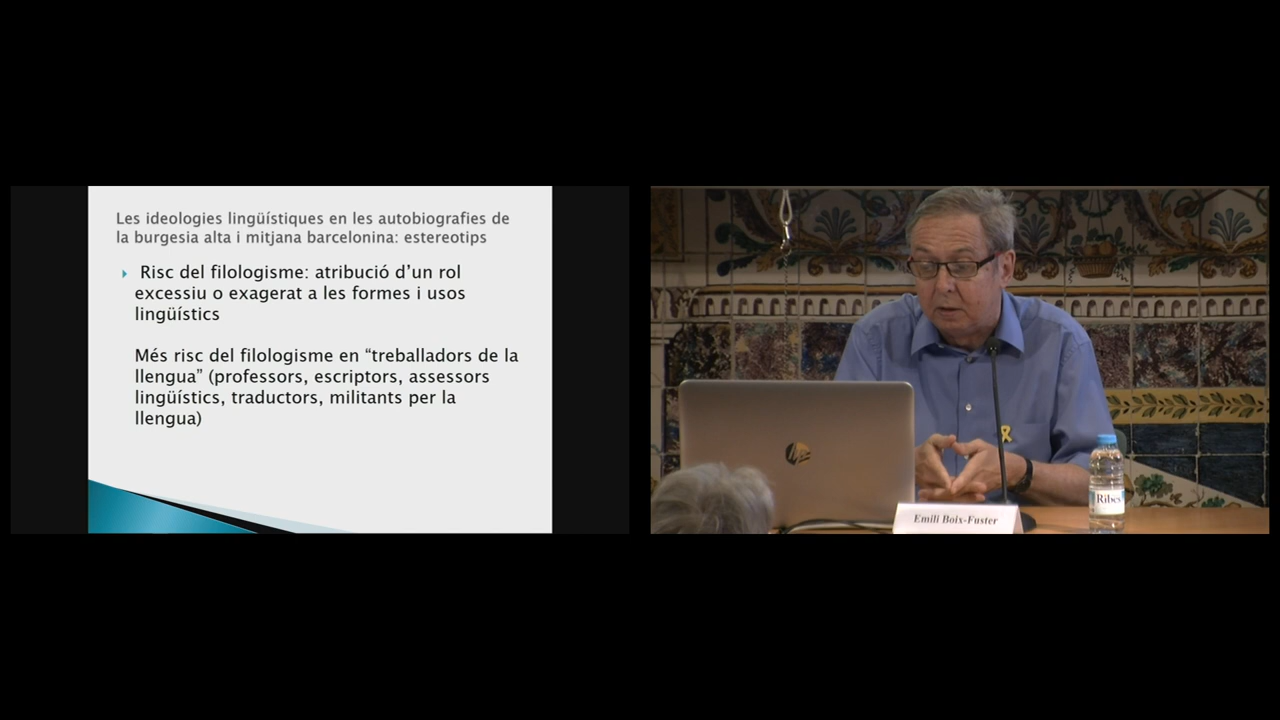 Les ideologies lingüístiques en les autobiografies de
la burgesia alta i mitjana barcelonina: estereotips
Risc del filologisme: atribució d’un rol
excessiu o exagerat a les formes i usos
lingüístics
Més risc del filologisme en “treballadors de la
llengua” (professors, escriptors, assessors
lingüístics, traductors, militants per la
llengua)
hp
Emili Boix-Fuster
Ribes